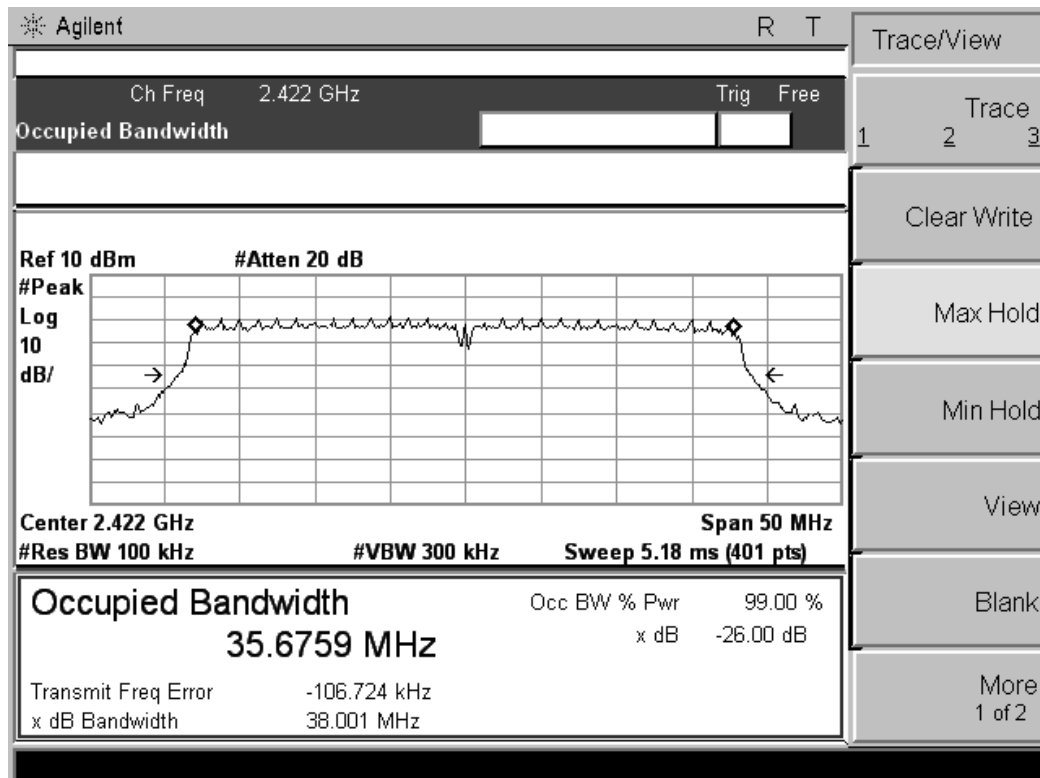 Agilent
R T
Ch Freq 2.422 GHz Trig Free
Occupied Bandwidth
Ref 10 dBm #Atten 20 dB
#Peak
Log
10
dB/
Center 2.422 GHz Span 50 MHz
#Res BW 100 kHz #VBW 300 kHz Sweep 5.18 ms (401 pts)
Occupied Bandwidth
35.6759 MHz
Occ BW % Pwr 99.00 %
x dB -26.00 dB
Transmit Freq Error -106.724 kHz
x dB Bandwidth 38.001 MHz
Trace/View
Trace
1 2 3
Clear Write
Max Hold
Min Hold
View
Blank
More
1 of 2